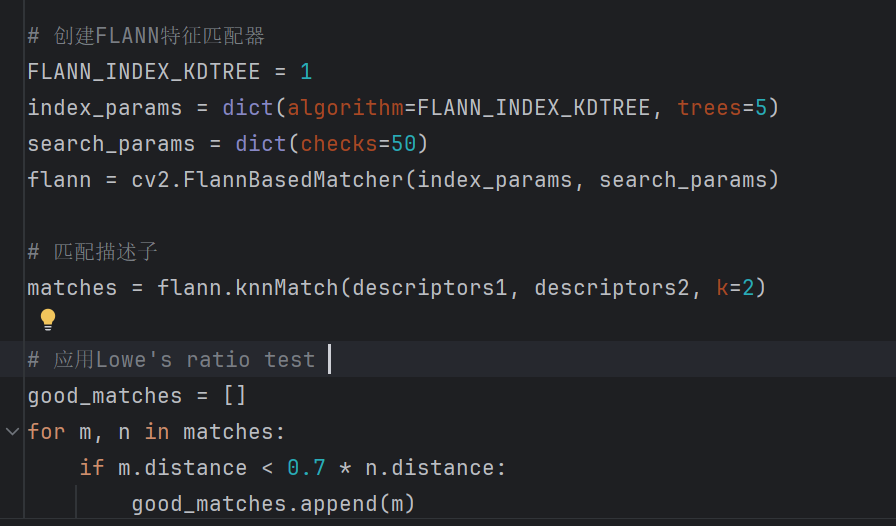 # 创建FLANN特征匹配器
FLANN_INDEX_KDTREE = 1
index_params = dict(algorithm=FLANN_INDEX_KDTREE, trees=5)
search_params = dict(checks=50)
flann = cv2.FlannBasedMatcher(index_params, search_params)
# 匹配描述子
matches = flann.knnMatch(descriptors1, descriptors2, k=2)
# 应用Lowe's ratio test
good_matches = []
for m, n in matches:
    if m.distance < 0.7 * n.distance:
        good_matches.append(m)